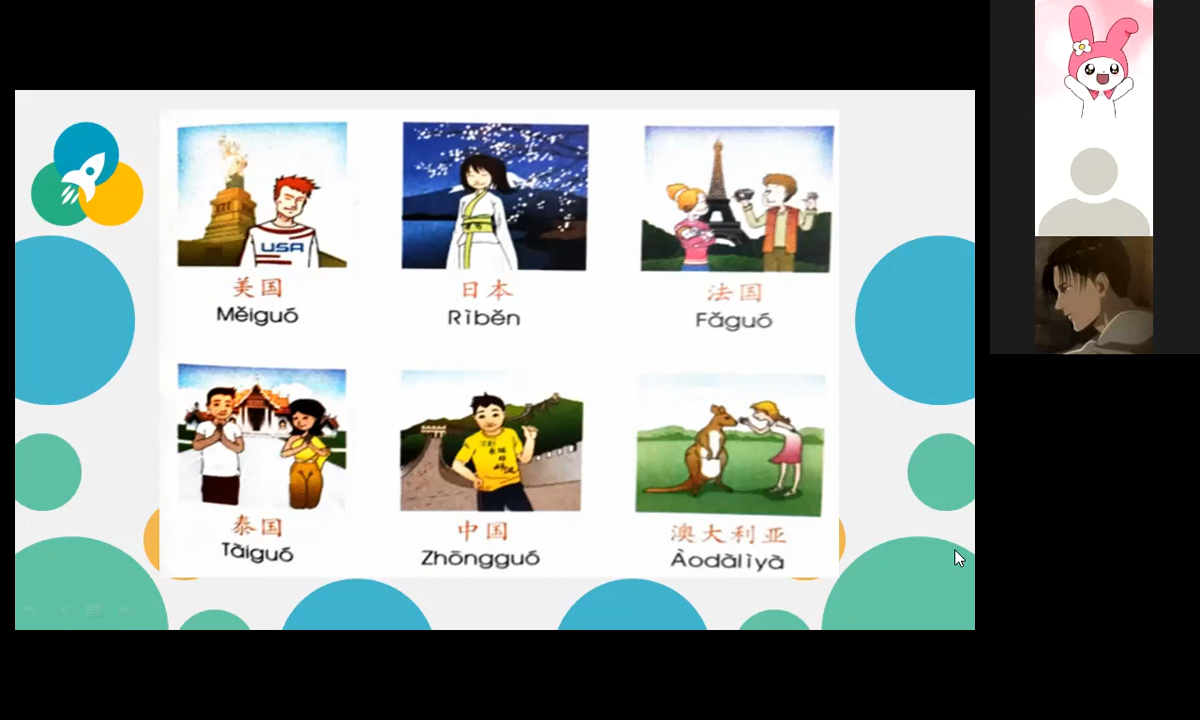 USA
美国
Měiguó
日本
Rìběn
法国
Fǎguó
泰国
Tàiguó
中国
Zhōngguó
澳大利亚
Àodàlìyà